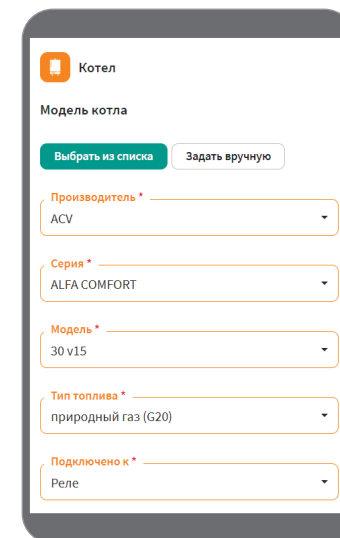 Котел
Модель котла
Выбрать из списка Задать вручную
Производитель *
ACV
Серия *
ALFA COMFORT
Модель *
30 v15
Тип топлива *
природный газ (G20)
Подключено к *
Реле